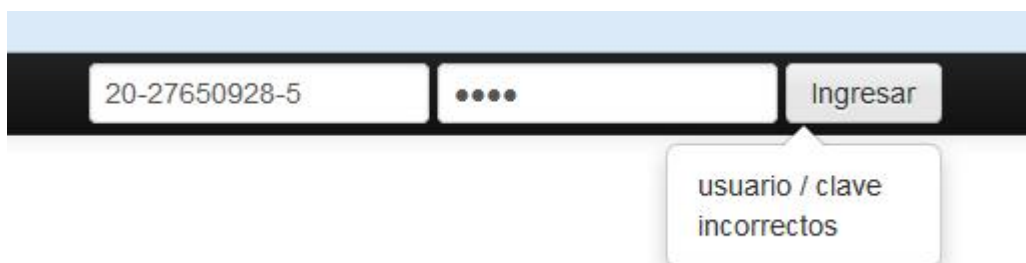 20-27650928-5 •••• Ingresar
usuario / clave
incorrectos